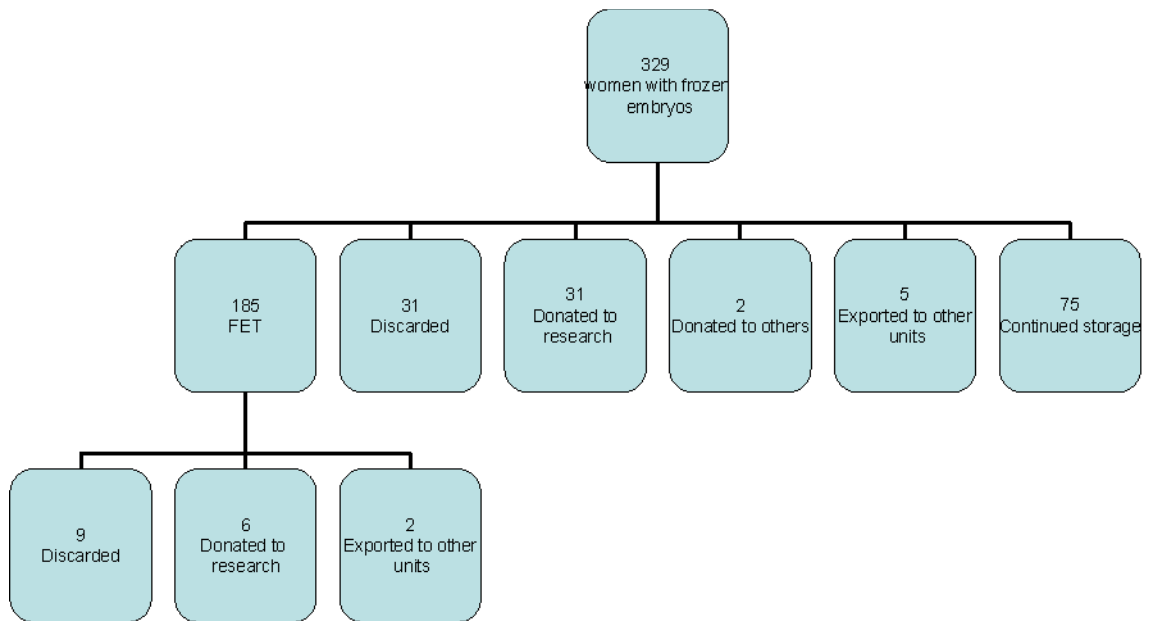 329
women with frozen
embryos
185
FET
31
Discarded
31
Donated to
research
2
Donated to others
5
Exported to other
units
75
Continued storage
9
Discarded
6
Donated to
research
2
Exported to other
units